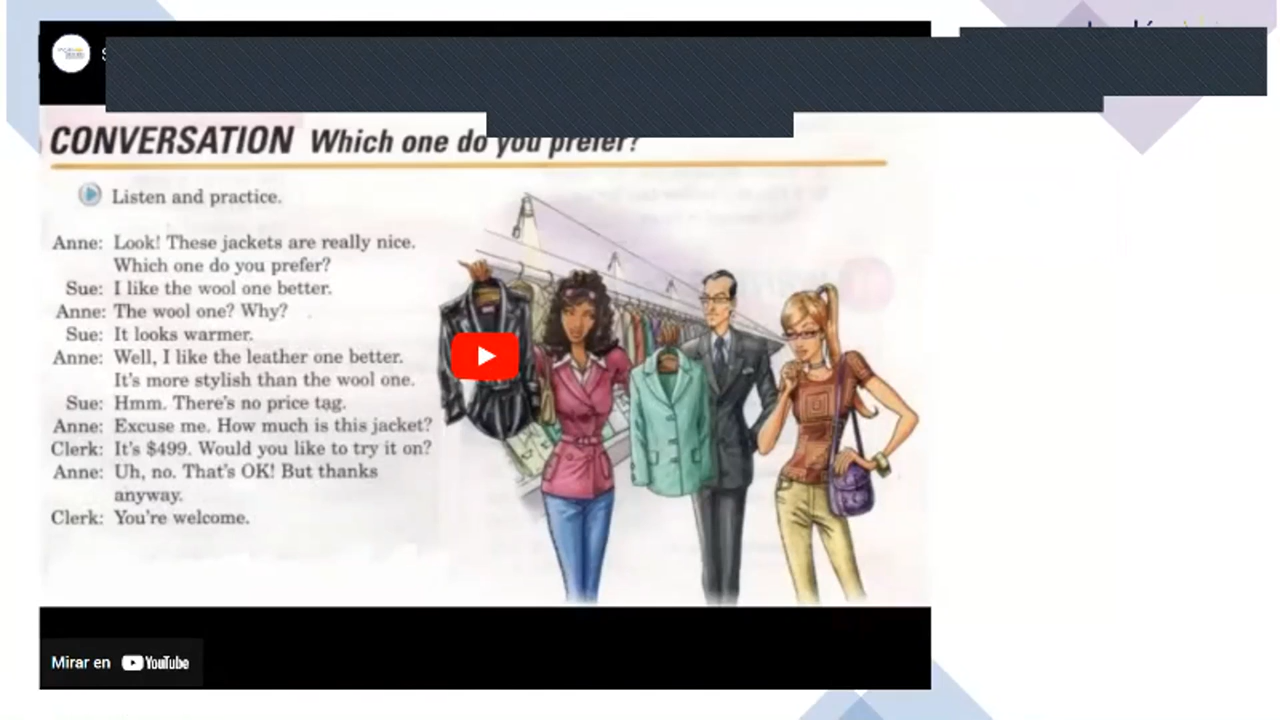 CONVERSATION Which one do you prefer?
Listen and practice.
Anne: Look! These jackets are really nice.
Which one do you prefer?
Sue: I like the wool one better.
Anne: The wool one? Why?
Sue: It looks warmer.
Anne: Well, I like the leather one better.
It's more stylish than the wool one.
Sue: Hmm. There's no price tag.
Anne: Excuse me. How much is this jacket?
Clerk: It's $499. Would you like to try it on?
Anne: Uh, no. That's OK! But thanks
anyway.
Clerk: You're welcome.
Mirar en YouTube